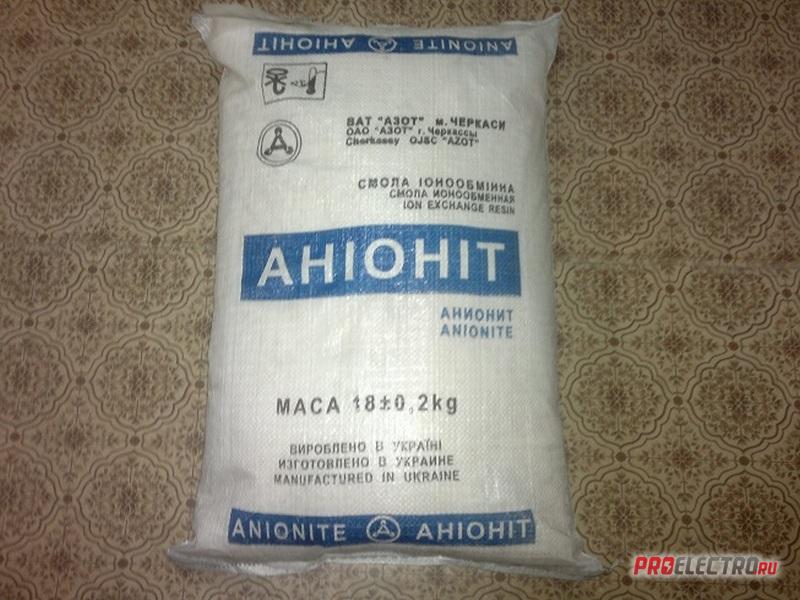 ANIONITE АНІОНІТ
ВАТ "АЗОТ" м. ЧЕРКАСИ
ОАО "АЗОТ" г. Черкассы
Cherkassy OJSC "AZOT"
СМОЛА ІОНООБМІННА
СМОЛА ИОНООБМЕННАЯ
ION EXCHANGE RESIN
АНІОНІТ
АНИОНИТ
ANIONITE
МАСА 18±0,2kg
ВИРОБЛЕНО В УКРАЇНІ
ИЗГОТОВЛЕНО В УКРАИНЕ
MANUFACTURED IN UKRAINE
ANIONITE АНІОНІТ
PROELECTRO.RU